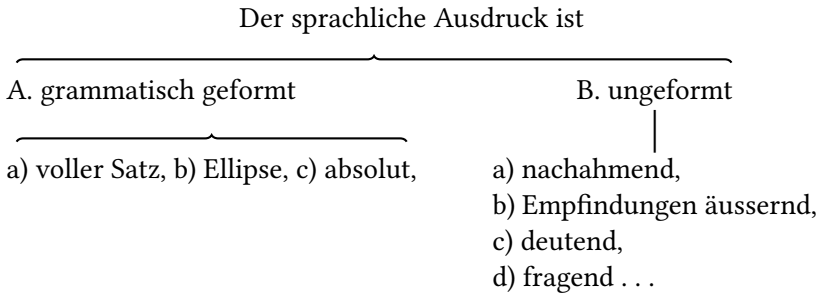 Der sprachliche Ausdruck ist
A. grammatisch geformt
B. ungeformt
a) voller Satz, b) Ellipse, c) absolut,
a) nachahmend,
b) Empfindungen äussernd,
c) deutend,
d) fragend . . .